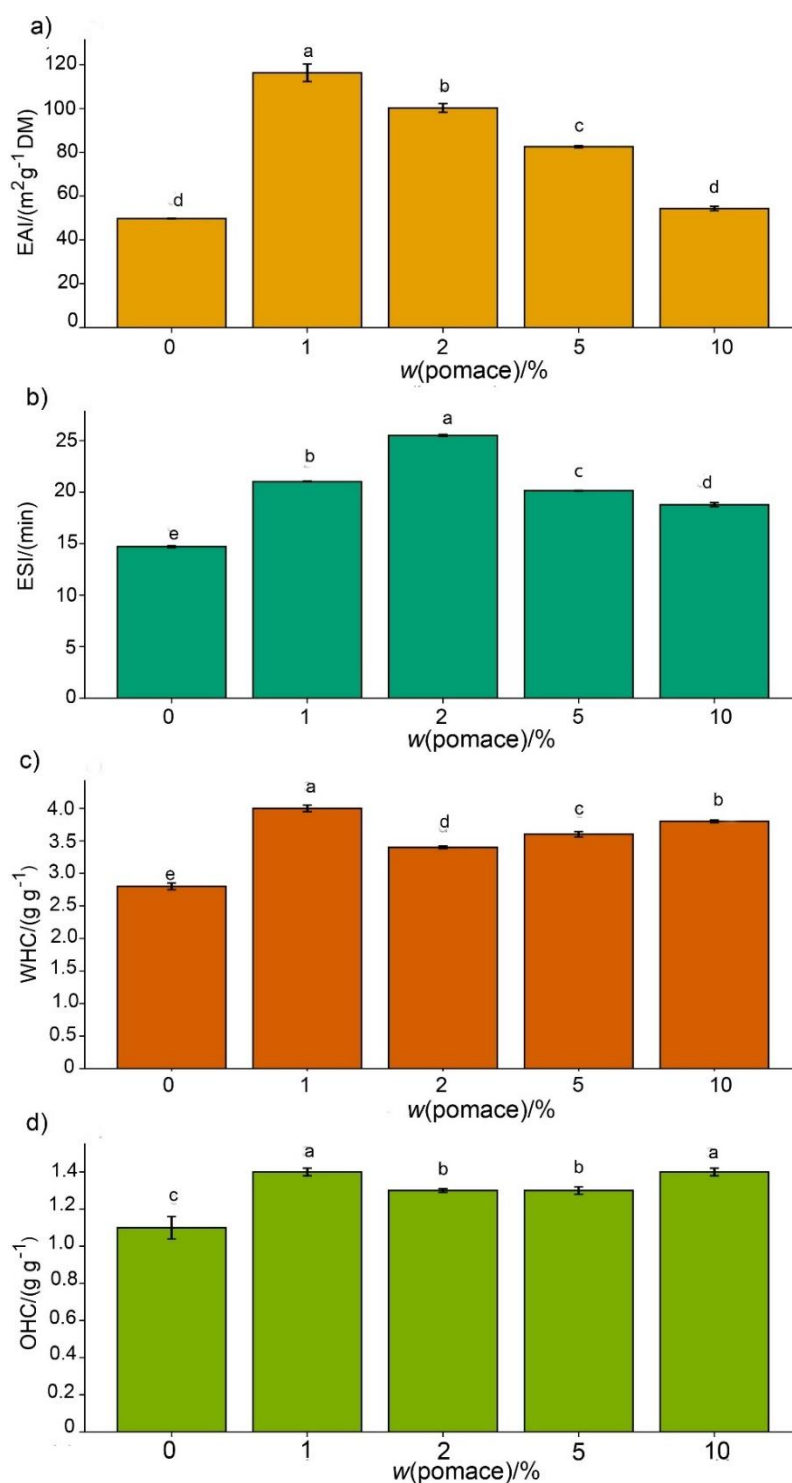 a)
EAI/(m²g⁻¹ DM)
120
100
80
60
40
20
0
d
a
b
c
d
0 1 2 5 10
w(pomace)/%
b)
ESI/(min)
25
20
15
10
5
0
e
b
a
c
d
0 1 2 5 10
w(pomace)/%
c)
WHC/(g g⁻¹)
4.0
3.5
3.0
2.5
2.0
1.5
1.0
0.5
0
e
a
d
c
b
0 1 2 5 10
w(pomace)/%
d)
OHC/(g g⁻¹)
1.4
1.2
1.0
0.8
0.6
0.4
0.2
0
c
a
b
b
a
0 1 2 5 10
w(pomace)/%